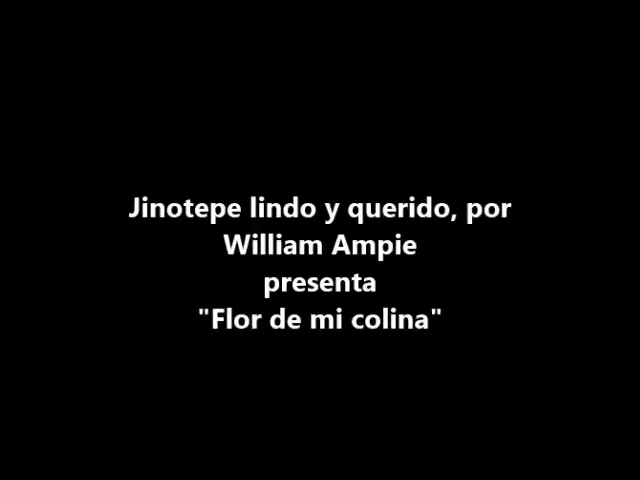 Jinotepe lindo y querido, por
William Ampie
presenta
"Flor de mi colina"